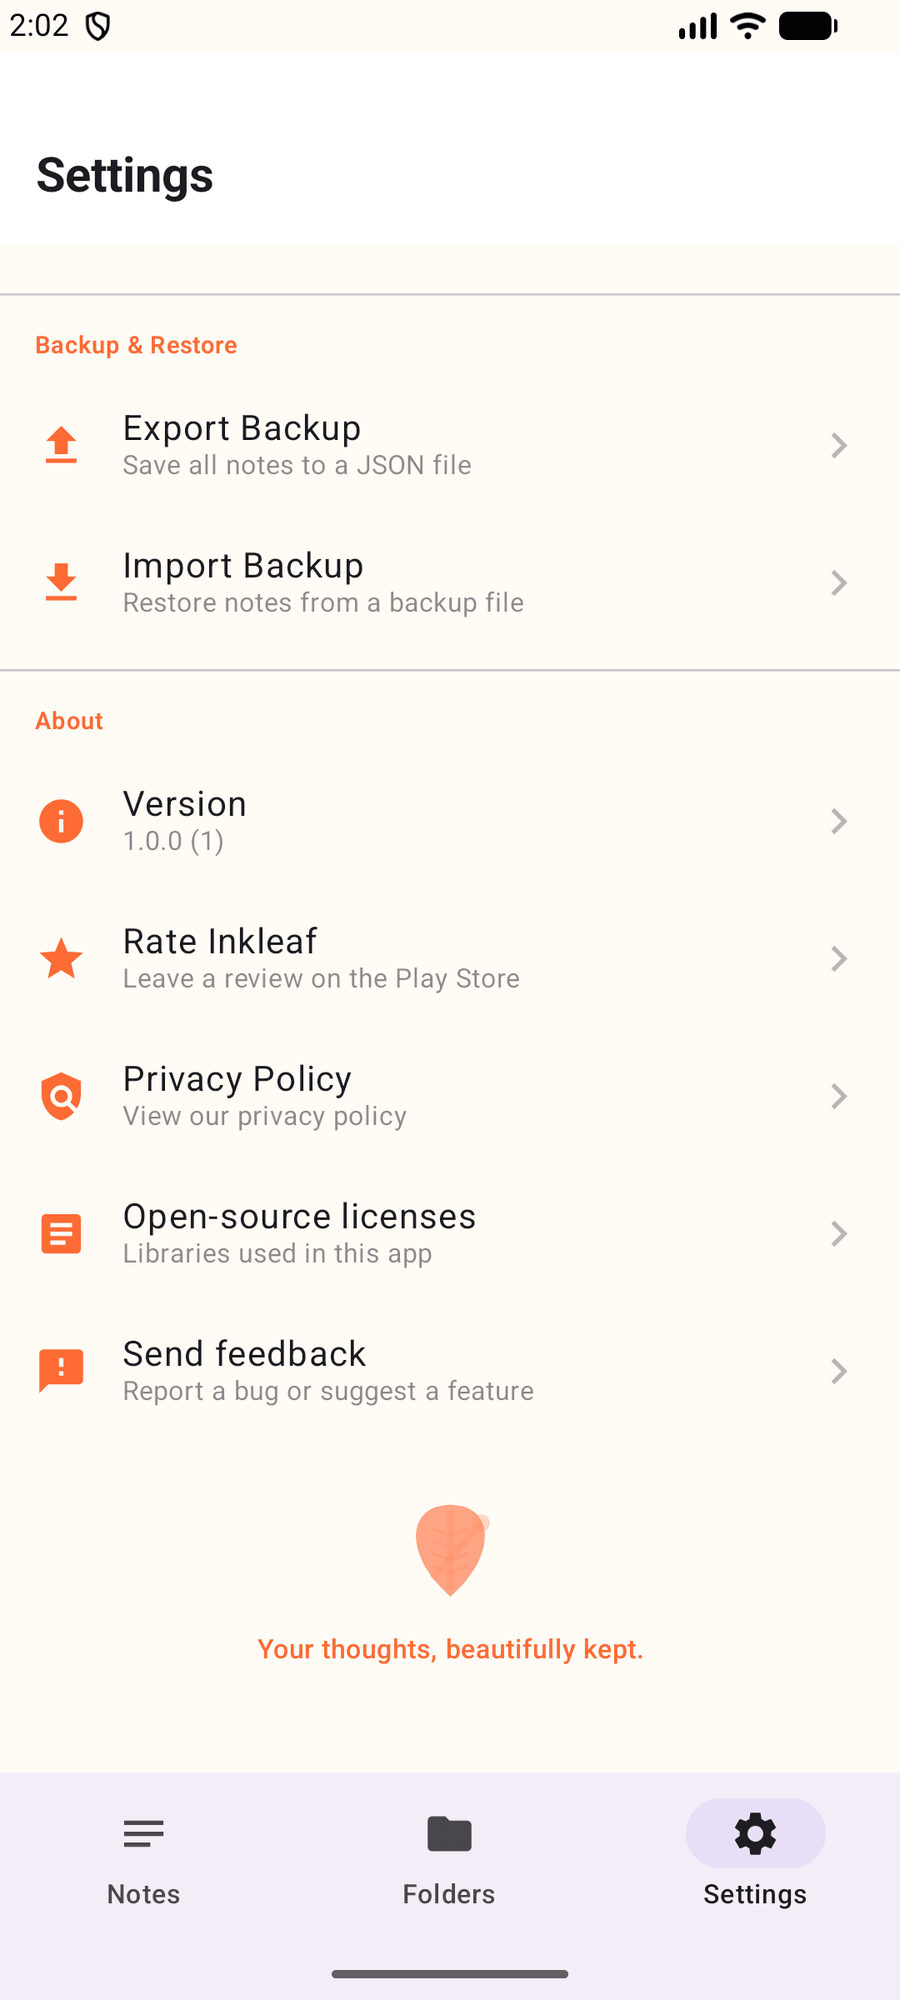 2:02
Settings
Backup & Restore
Export Backup
Save all notes to a JSON file
Import Backup
Restore notes from a backup file
About
Version
1.0.0 (1)
Rate Inkleaf
Leave a review on the Play Store
Privacy Policy
View our privacy policy
Open-source licenses
Libraries used in this app
Send feedback
Report a bug or suggest a feature
Your thoughts, beautifully kept.
Notes
Folders
Settings